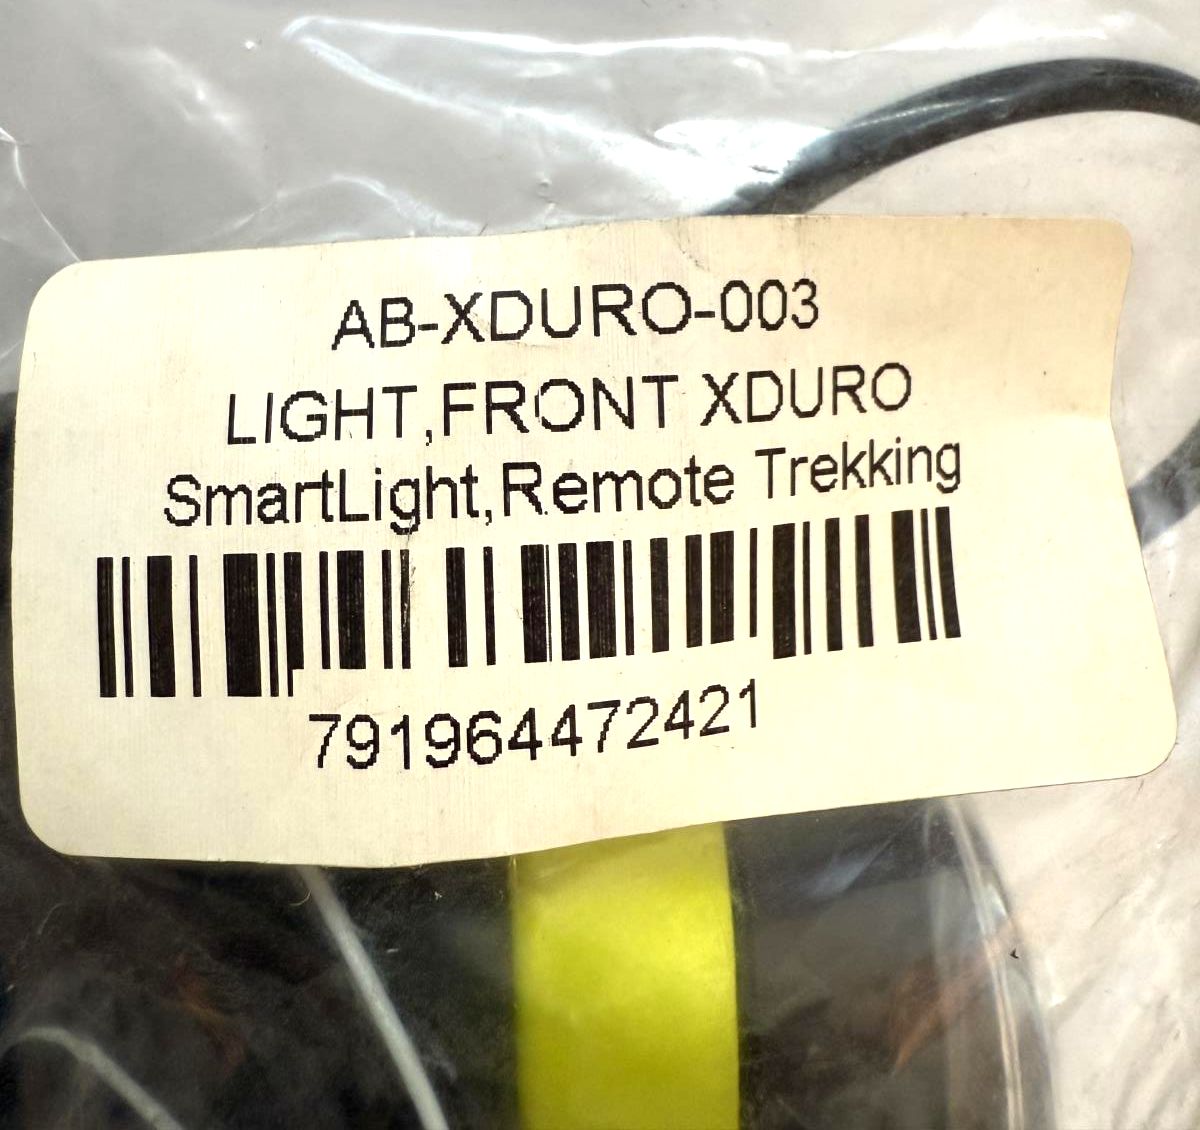 AB-XDURO-003
LIGHT,FRONT XDURO
SmartLight,Remote Trekking
791964472421